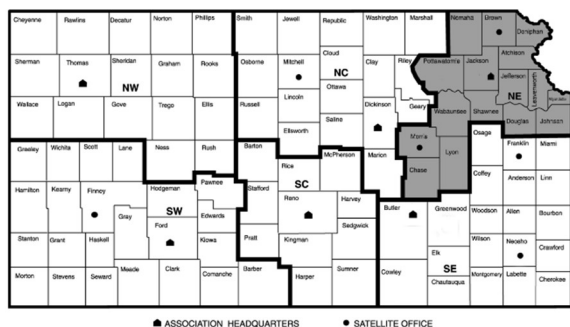 Cheyenne Rawlins Decatur Norton Phillips Smith Jewell Republic Washington Marshall Nemaha Brown Doniphan
Sherman Thomas Sheridan Graham Rooks Osborne Mitchell Cloud Clay Riley Pottawatomie Jackson Atchison
NW NC NE
Jefferson Leavenworth
Wallace Logan Gove Trego Ellis Russell Lincoln Ottawa Dickinson Geary Wabaunsee Shawnee
Ellsworth Saline Morris Douglas Johnson
Greeley Wichita Scott Lane Ness Rush Barton Rice McPherson Marion Chase Lyon Osage Franklin Miami
Hamilton Kearny Finney Hodgeman Pawnee Stafford SC Reno Harvey Coffey Anderson Linn
Gray SW Edwards Butler Greenwood Woodson Allen Bourbon
Stanton Grant Haskell Ford Kiowa Pratt Kingman Sedgwick Elk Wilson Neosho Crawford
SE
Morton Stevens Seward Meade Clark Comanche Barber Harper Sumner Cowley Chautauqua Montgomery Labette Cherokee
ASSOCIATION HEADQUARTERS SATELLITE OFFICE